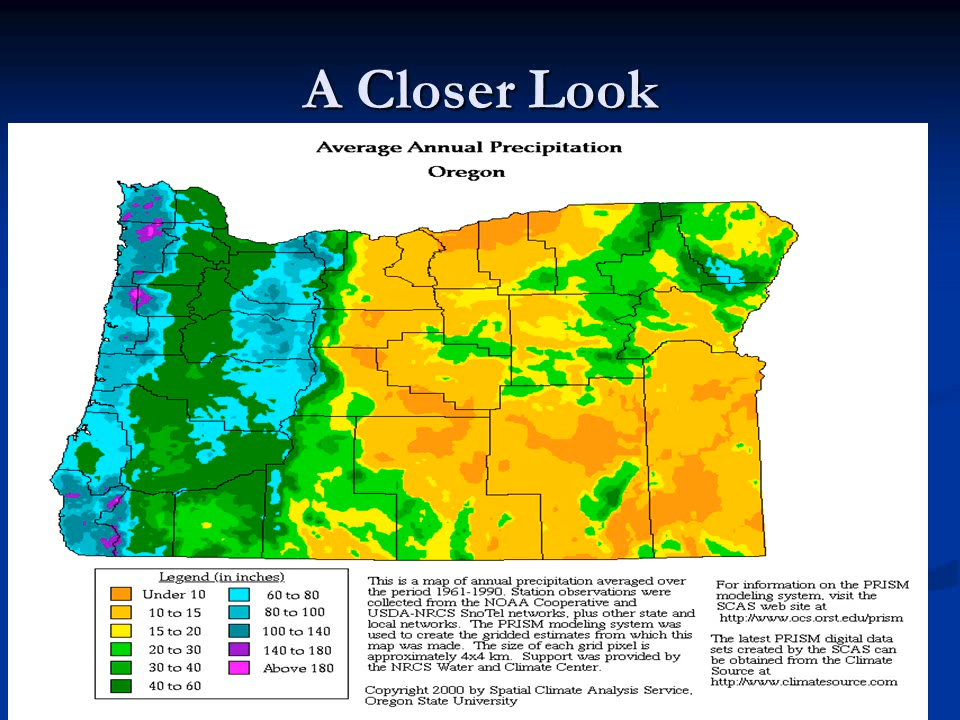 A Closer Look
Average Annual Precipitation
Oregon
Legend (in inches)
Under 10
10 to 15
15 to 20
20 to 30
30 to 40
40 to 60
60 to 80
80 to 100
100 to 140
140 to 180
Above 180
This is a map of annual precipitation averaged over
the period 1961-1990. Station observations were
collected from the NOAA Cooperative and
USDA-NRCS SnoTel networks, plus other state and
local networks. The PRISM modeling system was
used to create the gridded estimates from which this
map was made. The size of each grid pixel is
approximately 4x4 km. Support was provided by
the NRCS Water and Climate Center.
Copyright 2000 by Spatial Climate Analysis Service,
Oregon State University
For information on the PRISM
modeling system, visit the
SCAS web site at
http://www.ocs.orst.edu/prism
The latest PRISM digital data
sets created by the SCAS can
be obtained from the Climate
Source at
http://www.climatesource.com